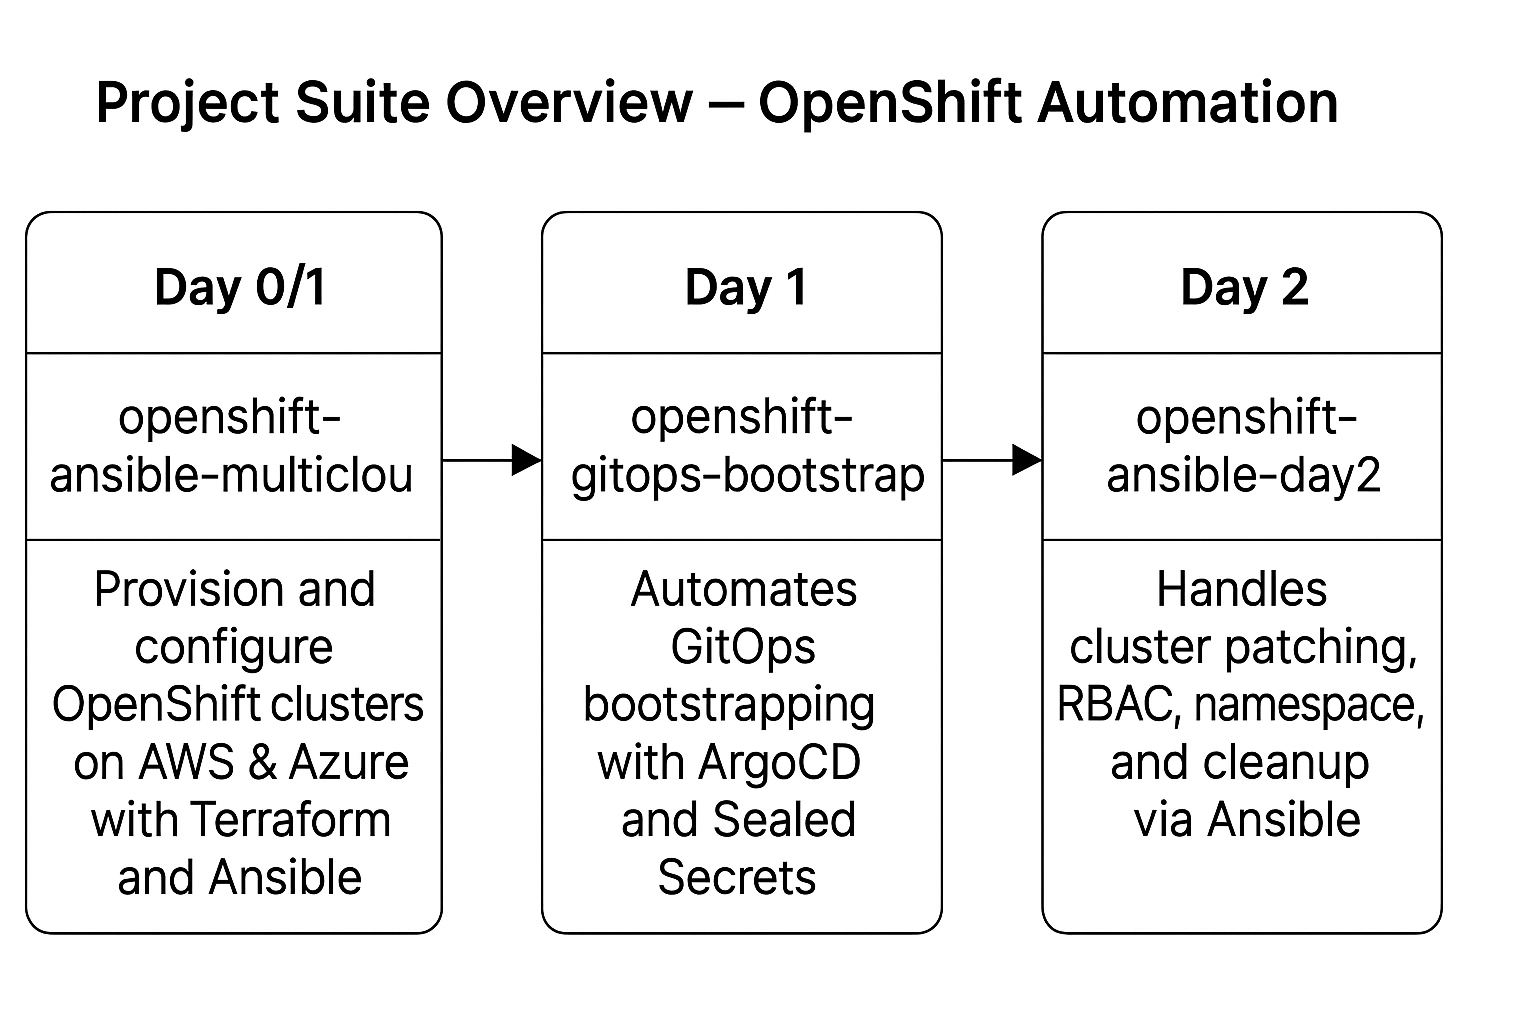 Project Suite Overview – OpenShift Automation
Day 0/1
openshift-
ansible-multiclou
Provision and
configure
OpenShift clusters
on AWS & Azure
with Terraform
and Ansible
Day 1
openshift-
gitops-bootstrap
Automates
GitOps
bootstrapping
with ArgoCD
and Sealed
Secrets
Day 2
openshift-
ansible-day2
Handles
cluster patching,
RBAC, namespace,
and cleanup
via Ansible